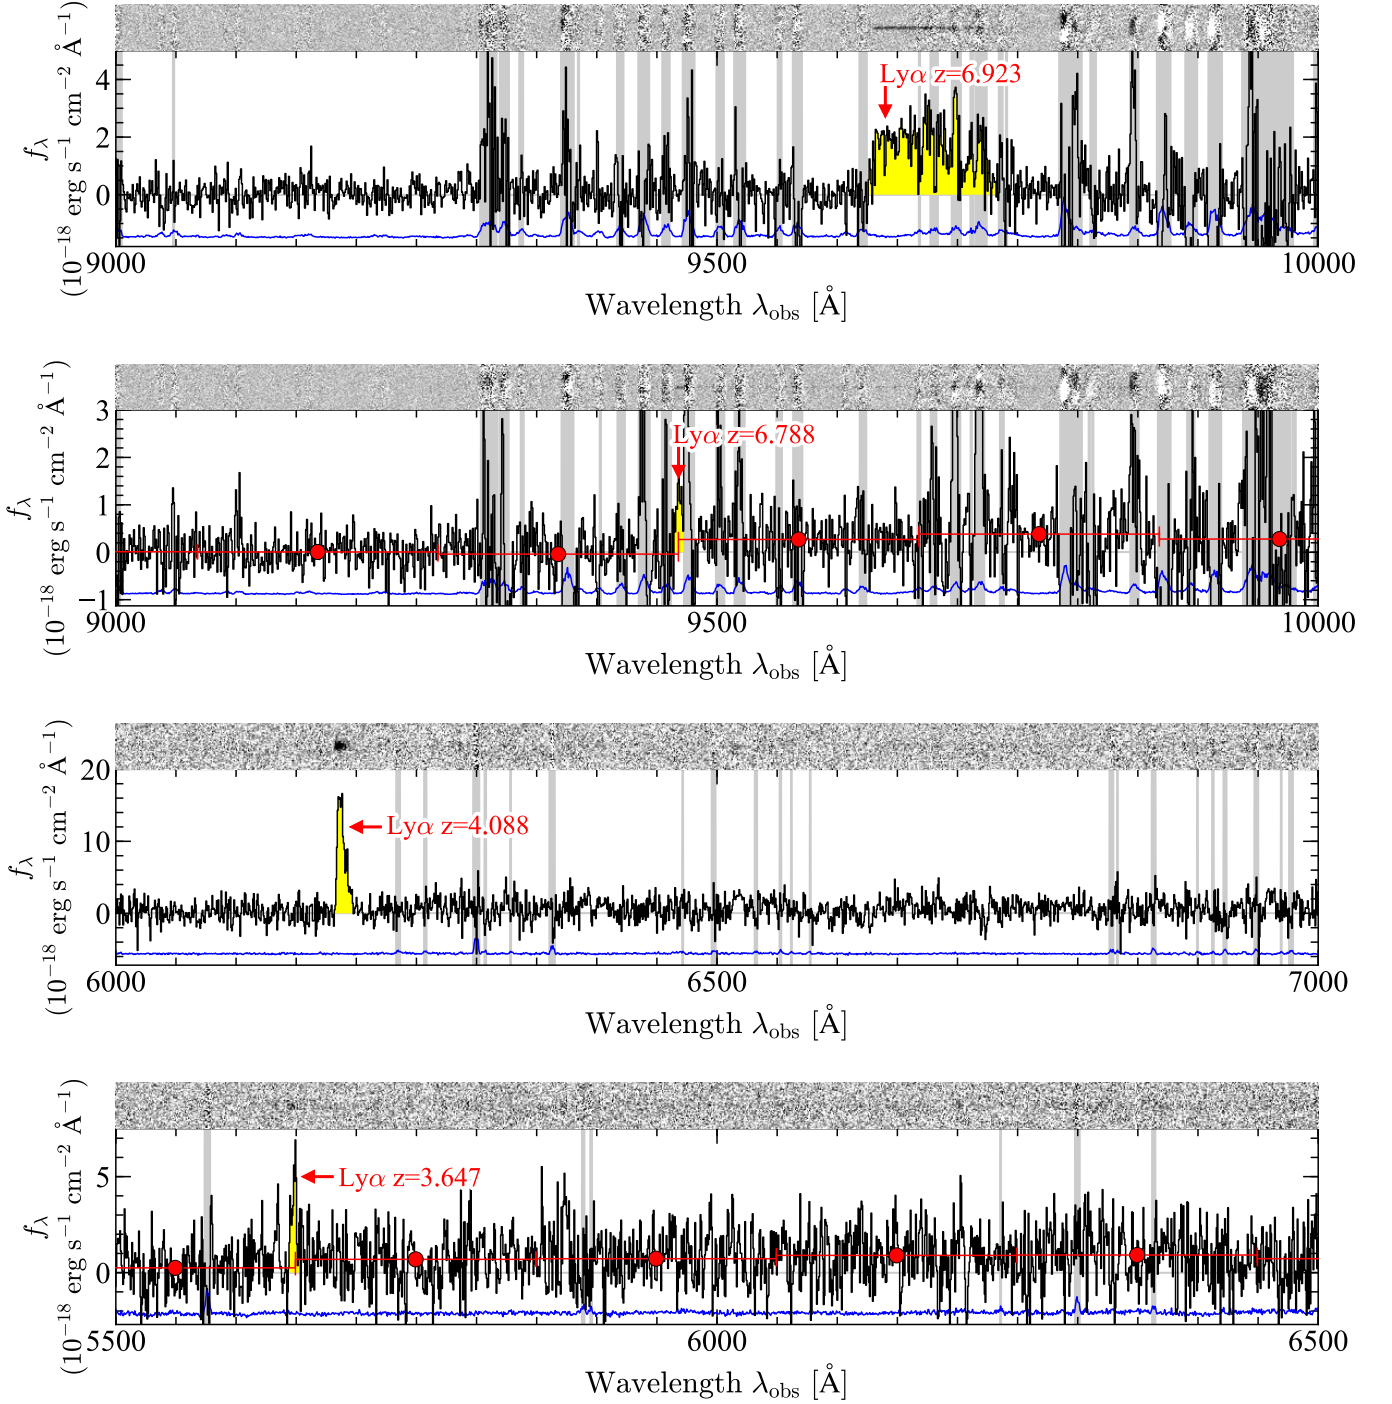 Lyα z=6.923
4
2
0
f_λ
(10⁻¹⁸ erg s⁻¹ cm⁻² Å⁻¹)
9000 9500 10000
Wavelength λ_obs [Å]
Lyα z=6.788
3
2
1
0
−1
f_λ
(10⁻¹⁸ erg s⁻¹ cm⁻² Å⁻¹)
9000 9500 10000
Wavelength λ_obs [Å]
20
Lyα z=4.088
10
0
f_λ
(10⁻¹⁸ erg s⁻¹ cm⁻² Å⁻¹)
6000 6500 7000
Wavelength λ_obs [Å]
Lyα z=3.647
5
0
f_λ
(10⁻¹⁸ erg s⁻¹ cm⁻² Å⁻¹)
5500 6000 6500
Wavelength λ_obs [Å]